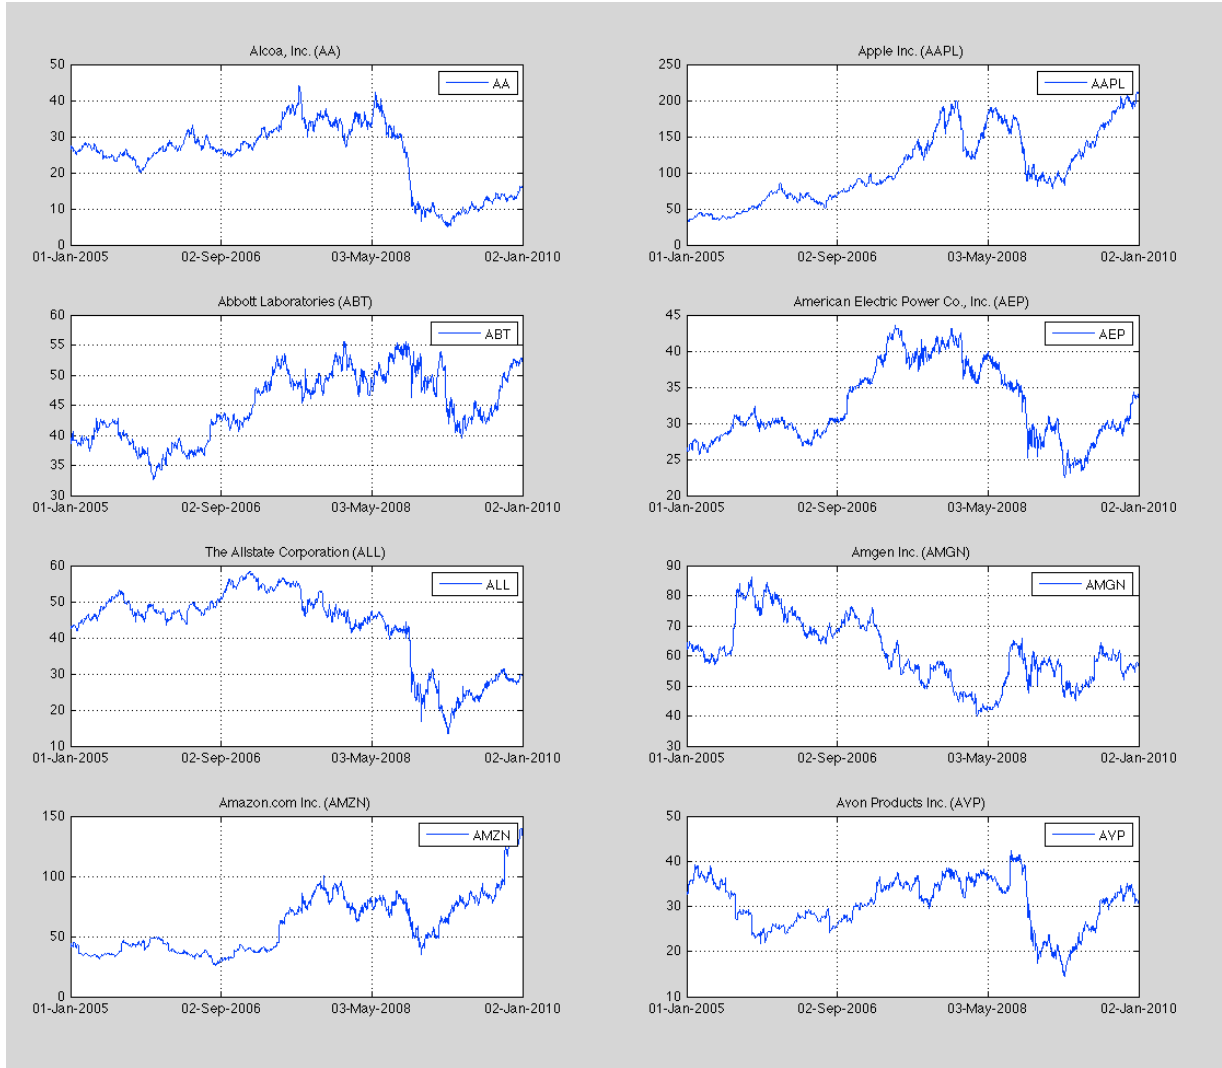 Alcoa, Inc. (AA)
50
40
30
20
10
0
AA
01-Jan-2005 02-Sep-2006 03-May-2008 02-Jan-2010
Apple Inc. (AAPL)
250
200
150
100
50
0
AAPL
01-Jan-2005 02-Sep-2006 03-May-2008 02-Jan-2010
Abbott Laboratories (ABT)
60
55
50
45
40
35
30
ABT
01-Jan-2005 02-Sep-2006 03-May-2008 02-Jan-2010
American Electric Power Co., Inc. (AEP)
45
40
35
30
25
20
AEP
01-Jan-2005 02-Sep-2006 03-May-2008 02-Jan-2010
The Allstate Corporation (ALL)
60
50
40
30
20
10
ALL
01-Jan-2005 02-Sep-2006 03-May-2008 02-Jan-2010
Amgen Inc. (AMGN)
90
80
70
60
50
40
30
AMGN
01-Jan-2005 02-Sep-2006 03-May-2008 02-Jan-2010
Amazon.com Inc. (AMZN)
150
100
50
0
AMZN
01-Jan-2005 02-Sep-2006 03-May-2008 02-Jan-2010
Avon Products Inc. (AVP)
50
40
30
20
10
AVP
01-Jan-2005 02-Sep-2006 03-May-2008 02-Jan-2010